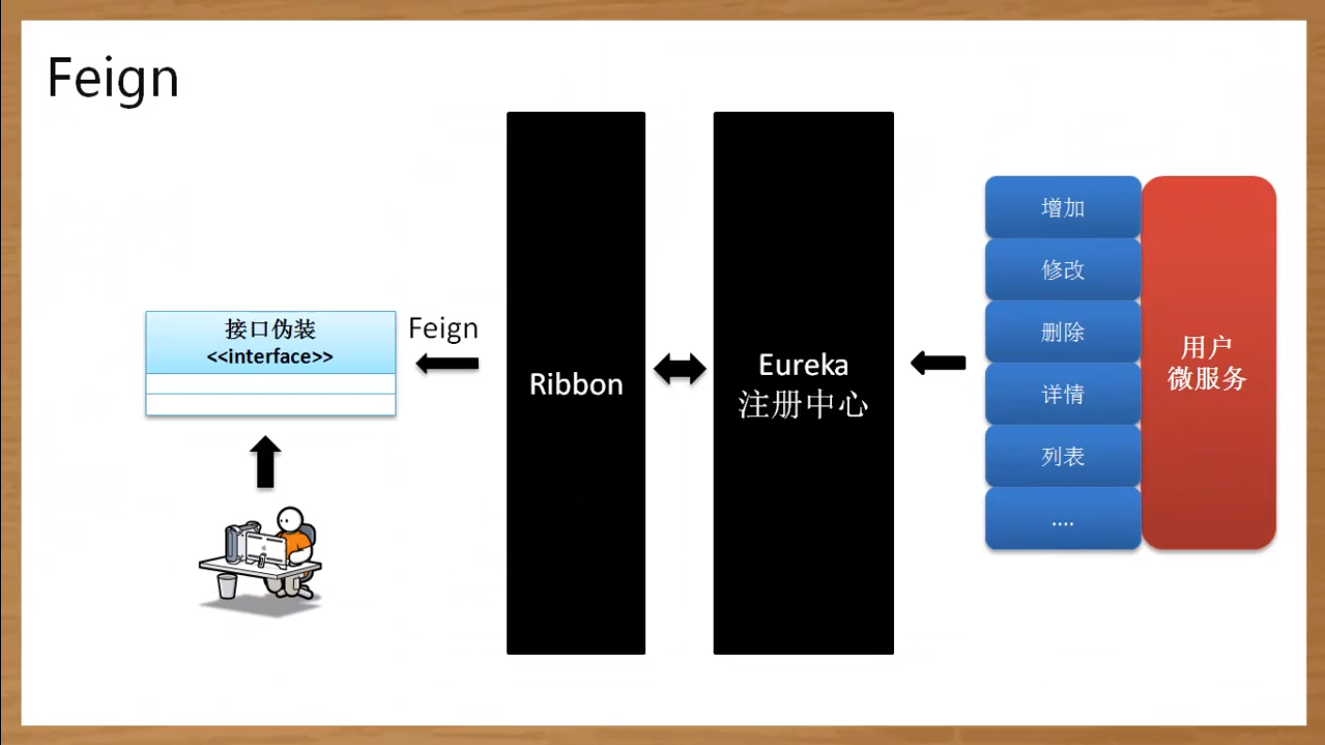 Feign
接口伪装
<<interface>>
Feign
Ribbon
Eureka
注册中心
增加
修改
删除
详情
列表
....
用户
微服务